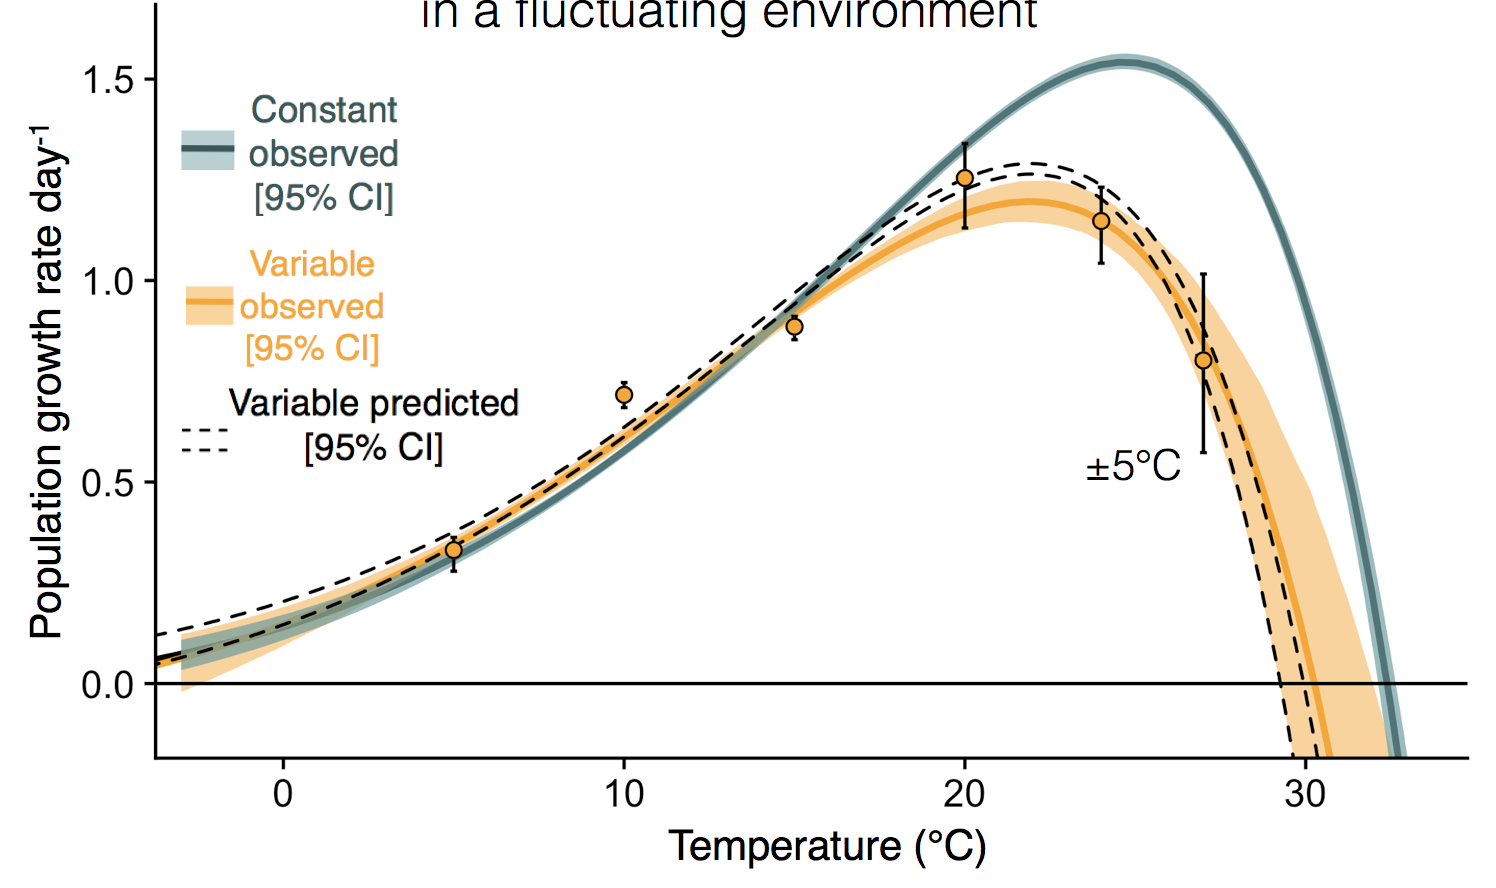 in a fluctuating environment
1.5
1.0
0.5
0.0
Population growth rate day-1
Constant
observed
[95% CI]
Variable
observed
[95% CI]
Variable predicted
[95% CI]
±5°C
0
10
20
30
Temperature (°C)